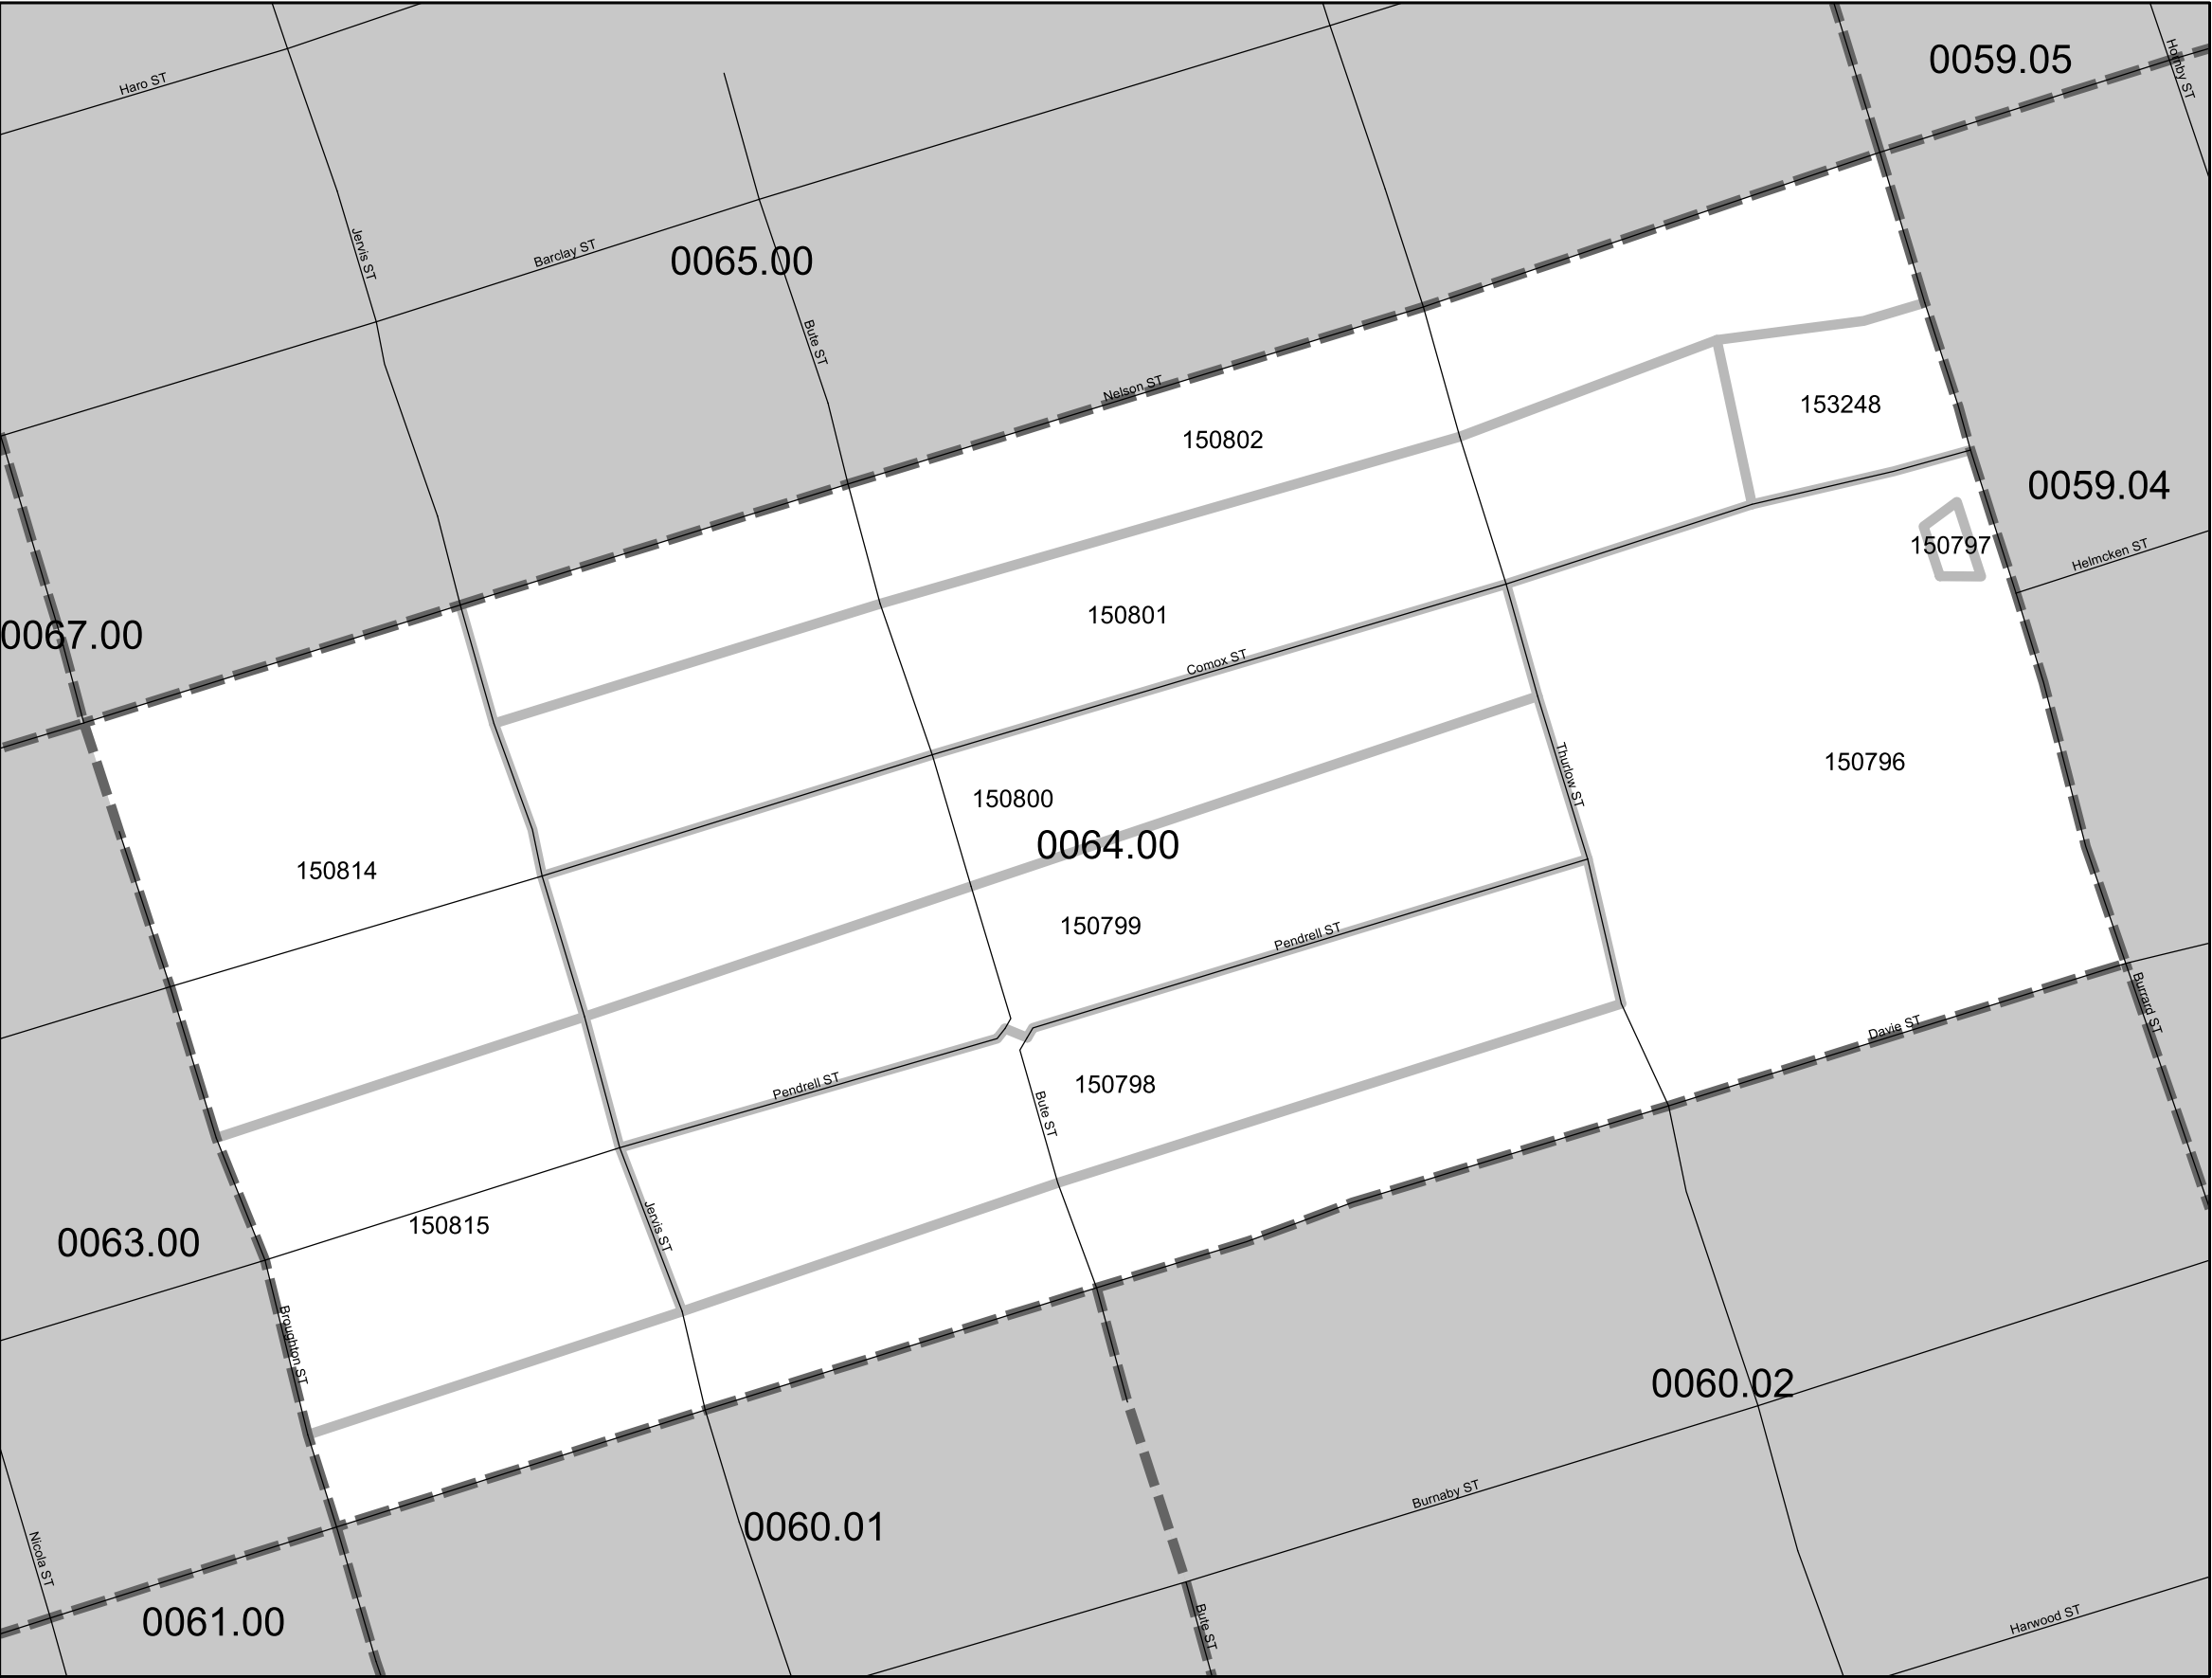 0059.05
Hornby ST
Haro ST
Jervis ST
Barclay ST
0065.00
Bute ST
Nelson ST
150802
153248
0059.04
150797
Helmcken ST
0067.00
150801
Comox ST
150800
Thurlow ST
150796
0064.00
150814
150799
Pendrell ST
Burrard ST
Davie ST
Pendrell ST
150798
Bute ST
150815
Jervis ST
0063.00
Broughton ST
0060.02
Burnaby ST
0060.01
Nicola ST
0061.00
Bute ST
Harwood ST